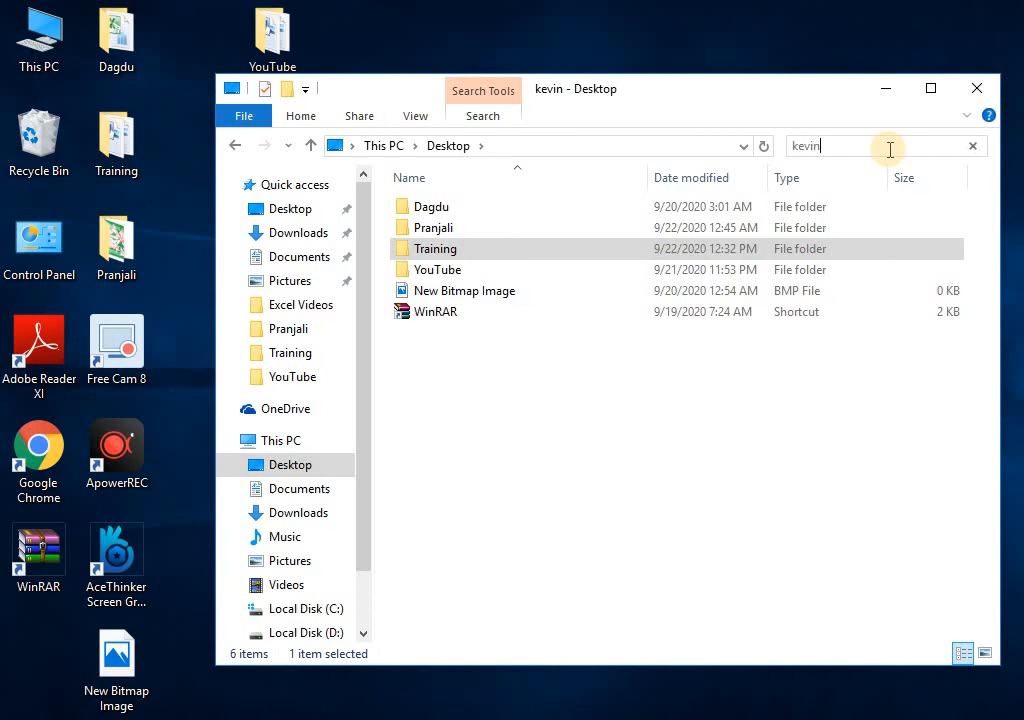 This PC
Dagdu
YouTube
Recycle Bin
Training
Control Panel
Pranjali
Adobe Reader
XI
Free Cam 8
Google
Chrome
ApowerREC
WinRAR
AceThinker
Screen Gr...
New Bitmap
Image
Search Tools
kevin - Desktop
File
Home
Share
View
Search
This PC
Desktop
kevin
Name
Date modified
Type
Size
Quick access
Desktop
Downloads
Documents
Pictures
Excel Videos
Pranjali
Training
YouTube
OneDrive
This PC
Desktop
Documents
Downloads
Music
Pictures
Videos
Local Disk (C:)
Local Disk (D:)
Dagdu 9/20/2020 3:01 AM File folder
Pranjali 9/22/2020 12:45 AM File folder
Training 9/22/2020 12:32 PM File folder
YouTube 9/21/2020 11:53 PM File folder
New Bitmap Image 9/20/2020 12:54 AM BMP File 0 KB
WinRAR 9/19/2020 7:24 AM Shortcut 2 KB
6 items 1 item selected